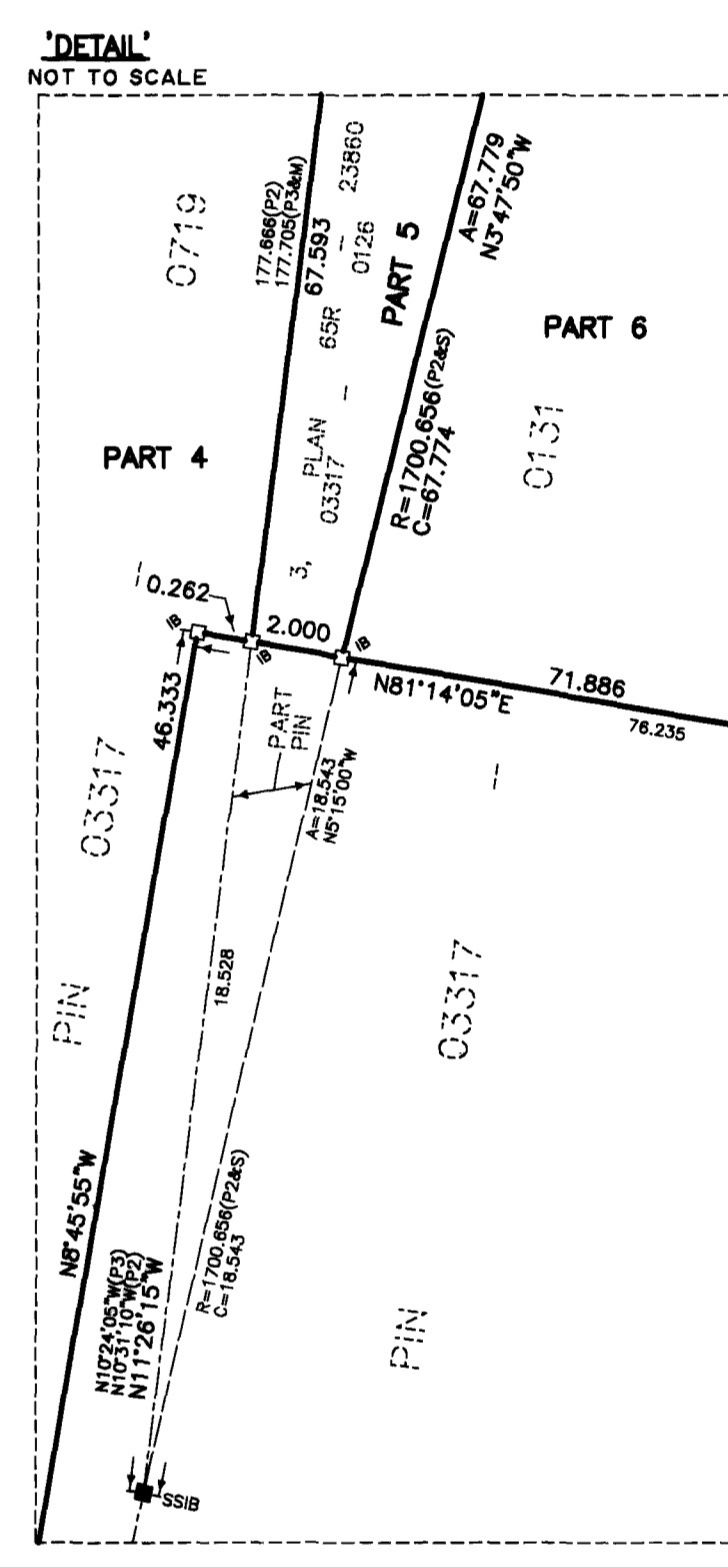 'DETAIL'
NOT TO SCALE
0719
177.666(P2)
177.705(P3&M)
67.593
3, PLAN 65R – 23860
03317 – 0126
PART 5
A=67.779
N3°47'50"W
R=1700.656(P2&S)
C=67.774
PART 6
0131
PART 4
–
0.262
IB
IB
2.000
IB
N81°14'05"E
71.886
76.235
46.333
PART
PIN
A=18.543
N5°15'00"W
–
03317
03317
18.528
PIN
PIN
N8°45'55"W
R=1700.656(P2&S)
C=18.543
N10°24'05"W(P3)
N10°31'10"W(P2)
N11°26'15"W
SSIB